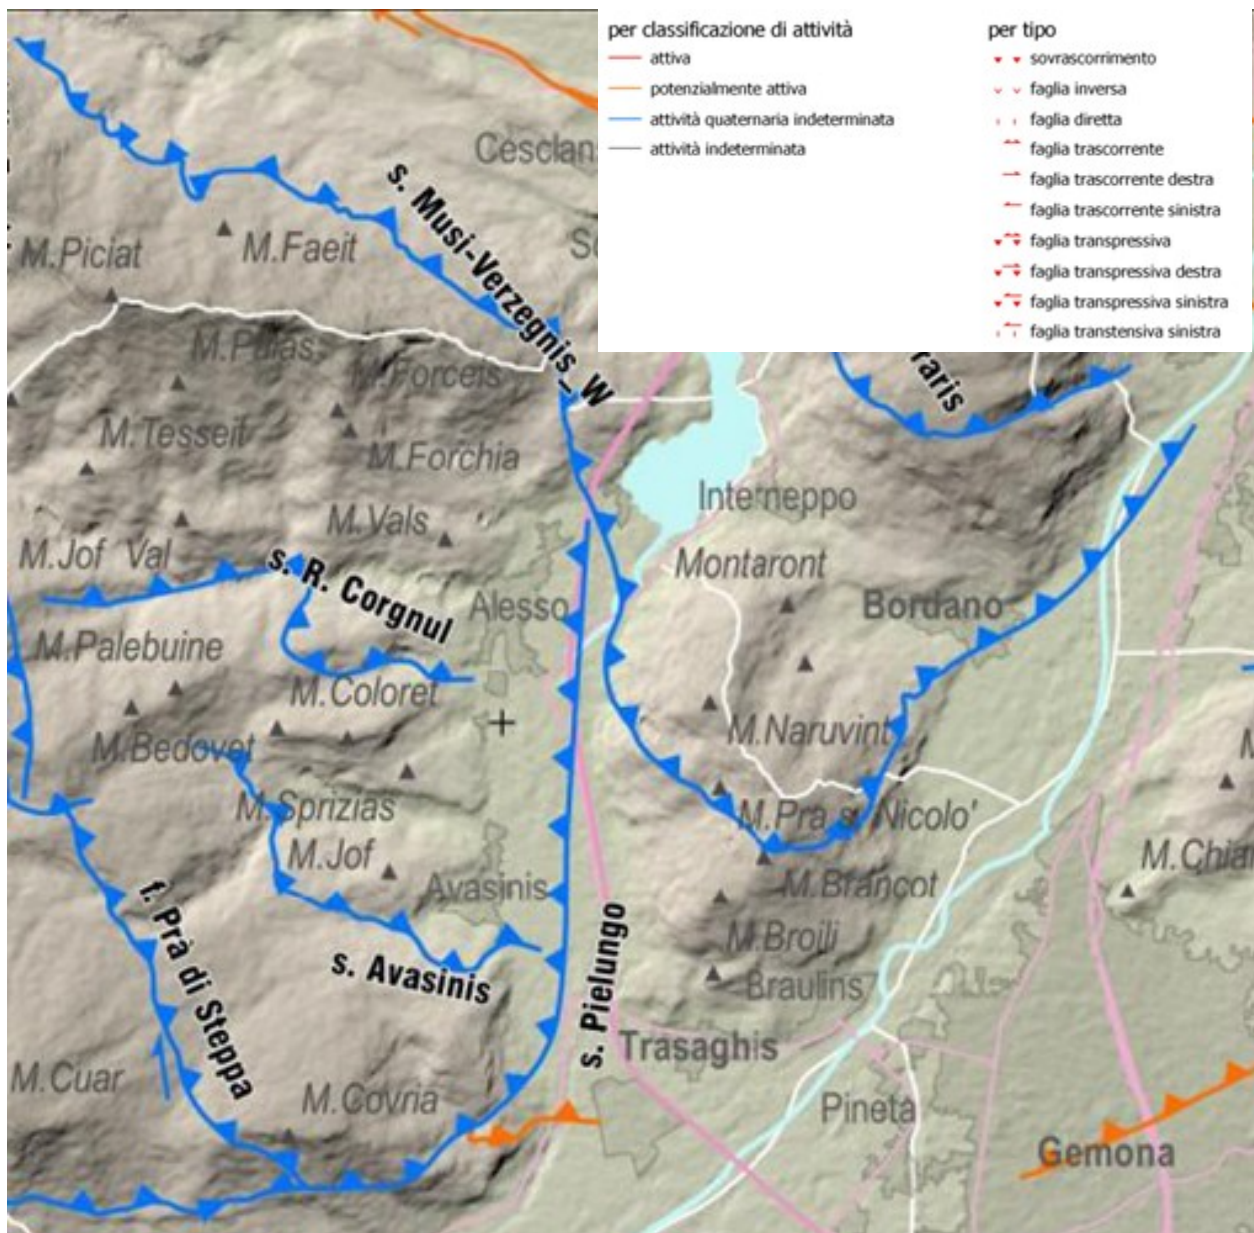 per classificazione di attività
attiva
potenzialmente attiva
attività quaternaria indeterminata
attività indeterminata
per tipo
sovrascorrimento
faglia inversa
faglia diretta
faglia trascorrente
faglia trascorrente destra
faglia trascorrente sinistra
faglia transpressiva
faglia transpressiva destra
faglia transpressiva sinistra
faglia transtensiva sinistra
Cesclan
s. Musi-Verzegnis_W
M.Faeit
M.Piciat
M.Palas
M.Forceis
raris
M.Tesseit
M.Forchia
Interneppo
M.Vals
M.Jof Val
s. R. Corgnul
Montaront
Alesso
Bordano
M.Palebuine
M.Coloret
M.Naruvint
M.Bedovet
M.Sprizias
M.Pra s. Nicolo'
M.Jof
M.Chia
Avasinis
M.Brancot
f. Prà di Steppa
M.Broili
s. Avasinis
Braulins
s. Pielungo
Trasaghis
M.Cuar
M.Covria
Pineta
Gemona